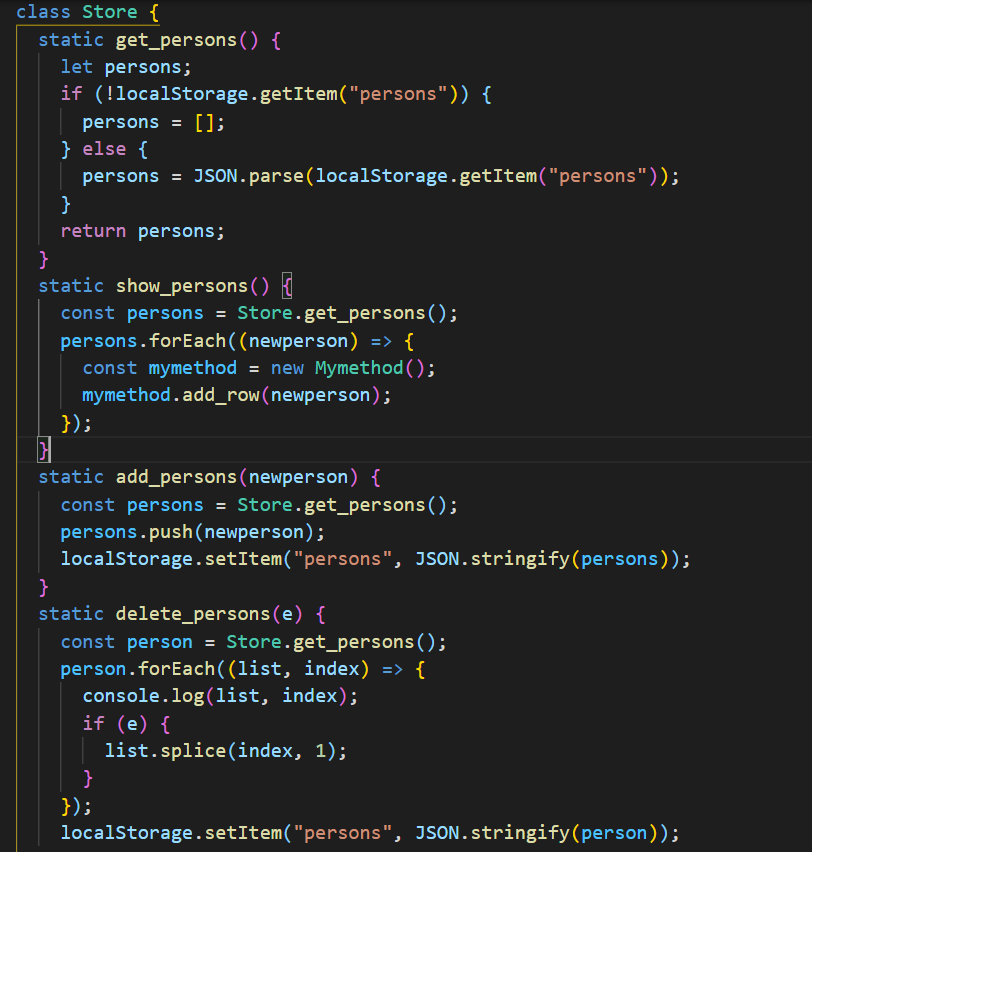 class Store {
  static get_persons() {
    let persons;
    if (!localStorage.getItem("persons")) {
      persons = [];
    } else {
      persons = JSON.parse(localStorage.getItem("persons"));
    }
    return persons;
  }
  static show_persons() {
    const persons = Store.get_persons();
    persons.forEach((newperson) => {
      const mymethod = new Mymethod();
      mymethod.add_row(newperson);
    });
  }
  static add_persons(newperson) {
    const persons = Store.get_persons();
    persons.push(newperson);
    localStorage.setItem("persons", JSON.stringify(persons));
  }
  static delete_persons(e) {
    const person = Store.get_persons();
    person.forEach((list, index) => {
      console.log(list, index);
      if (e) {
        list.splice(index, 1);
      }
    });
    localStorage.setItem("persons", JSON.stringify(person));